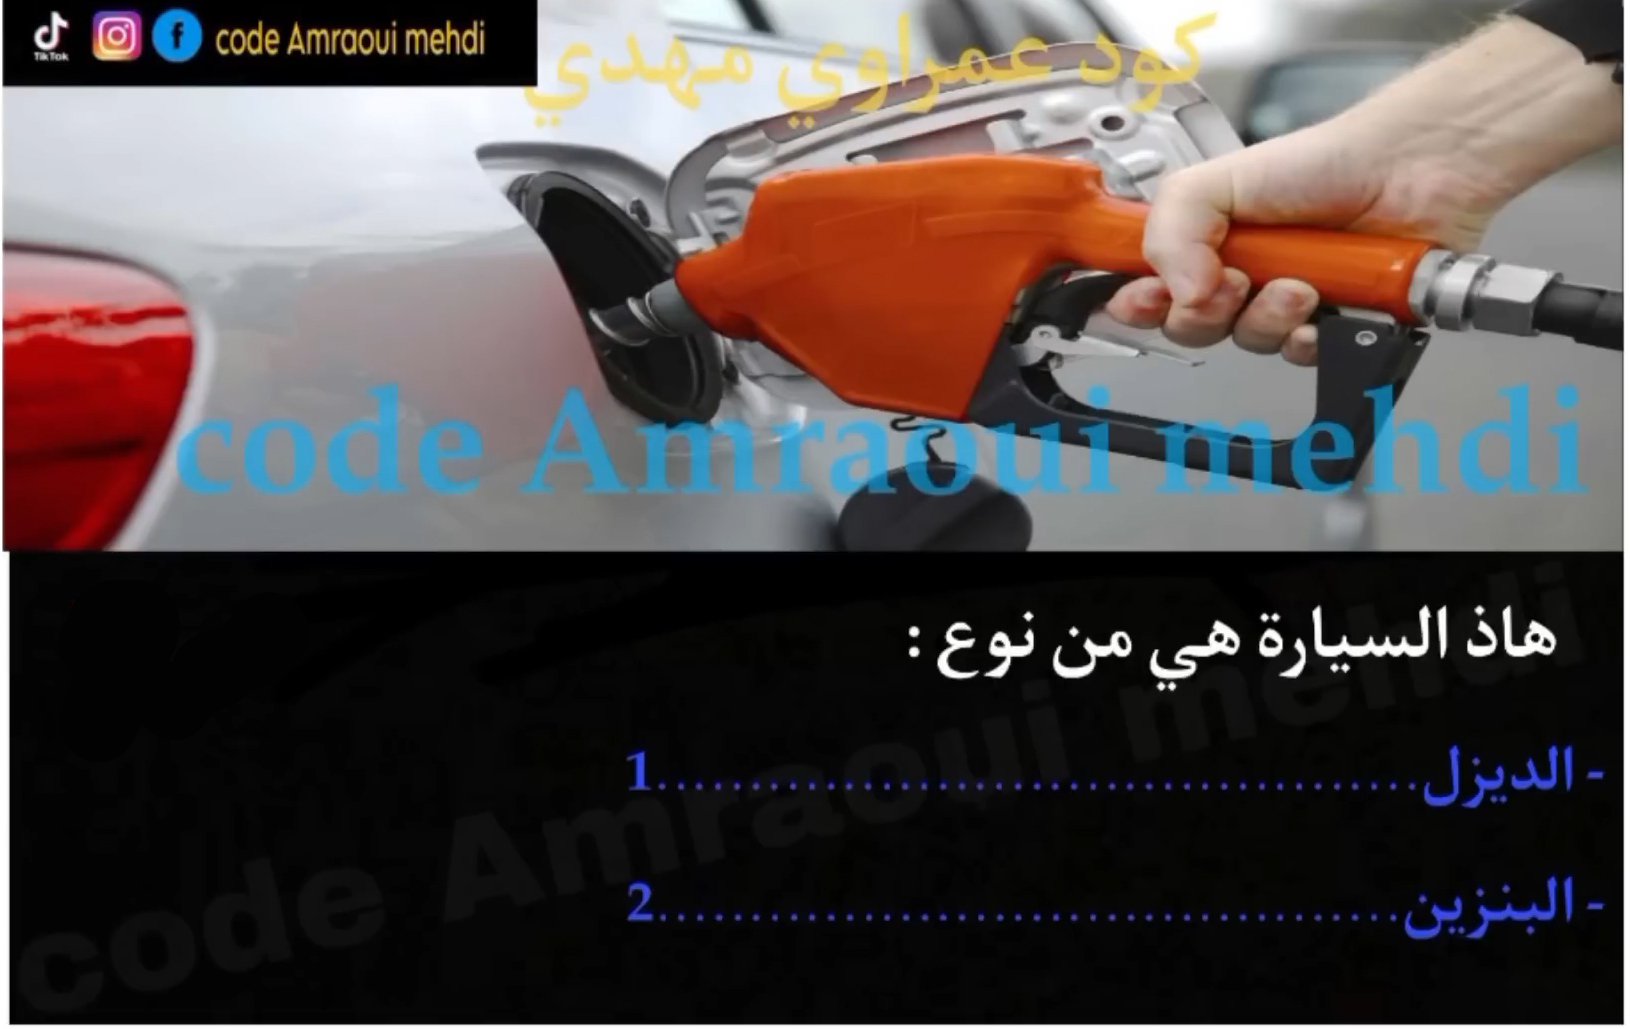 TikTok
code Amraoui mehdi
كود عمراوي مهدي
code Amraoui mehdi
هاذ السيارة هي من نوع :
- الديزل......................................1
- البنزين......................................2
code Amraoui mehdi